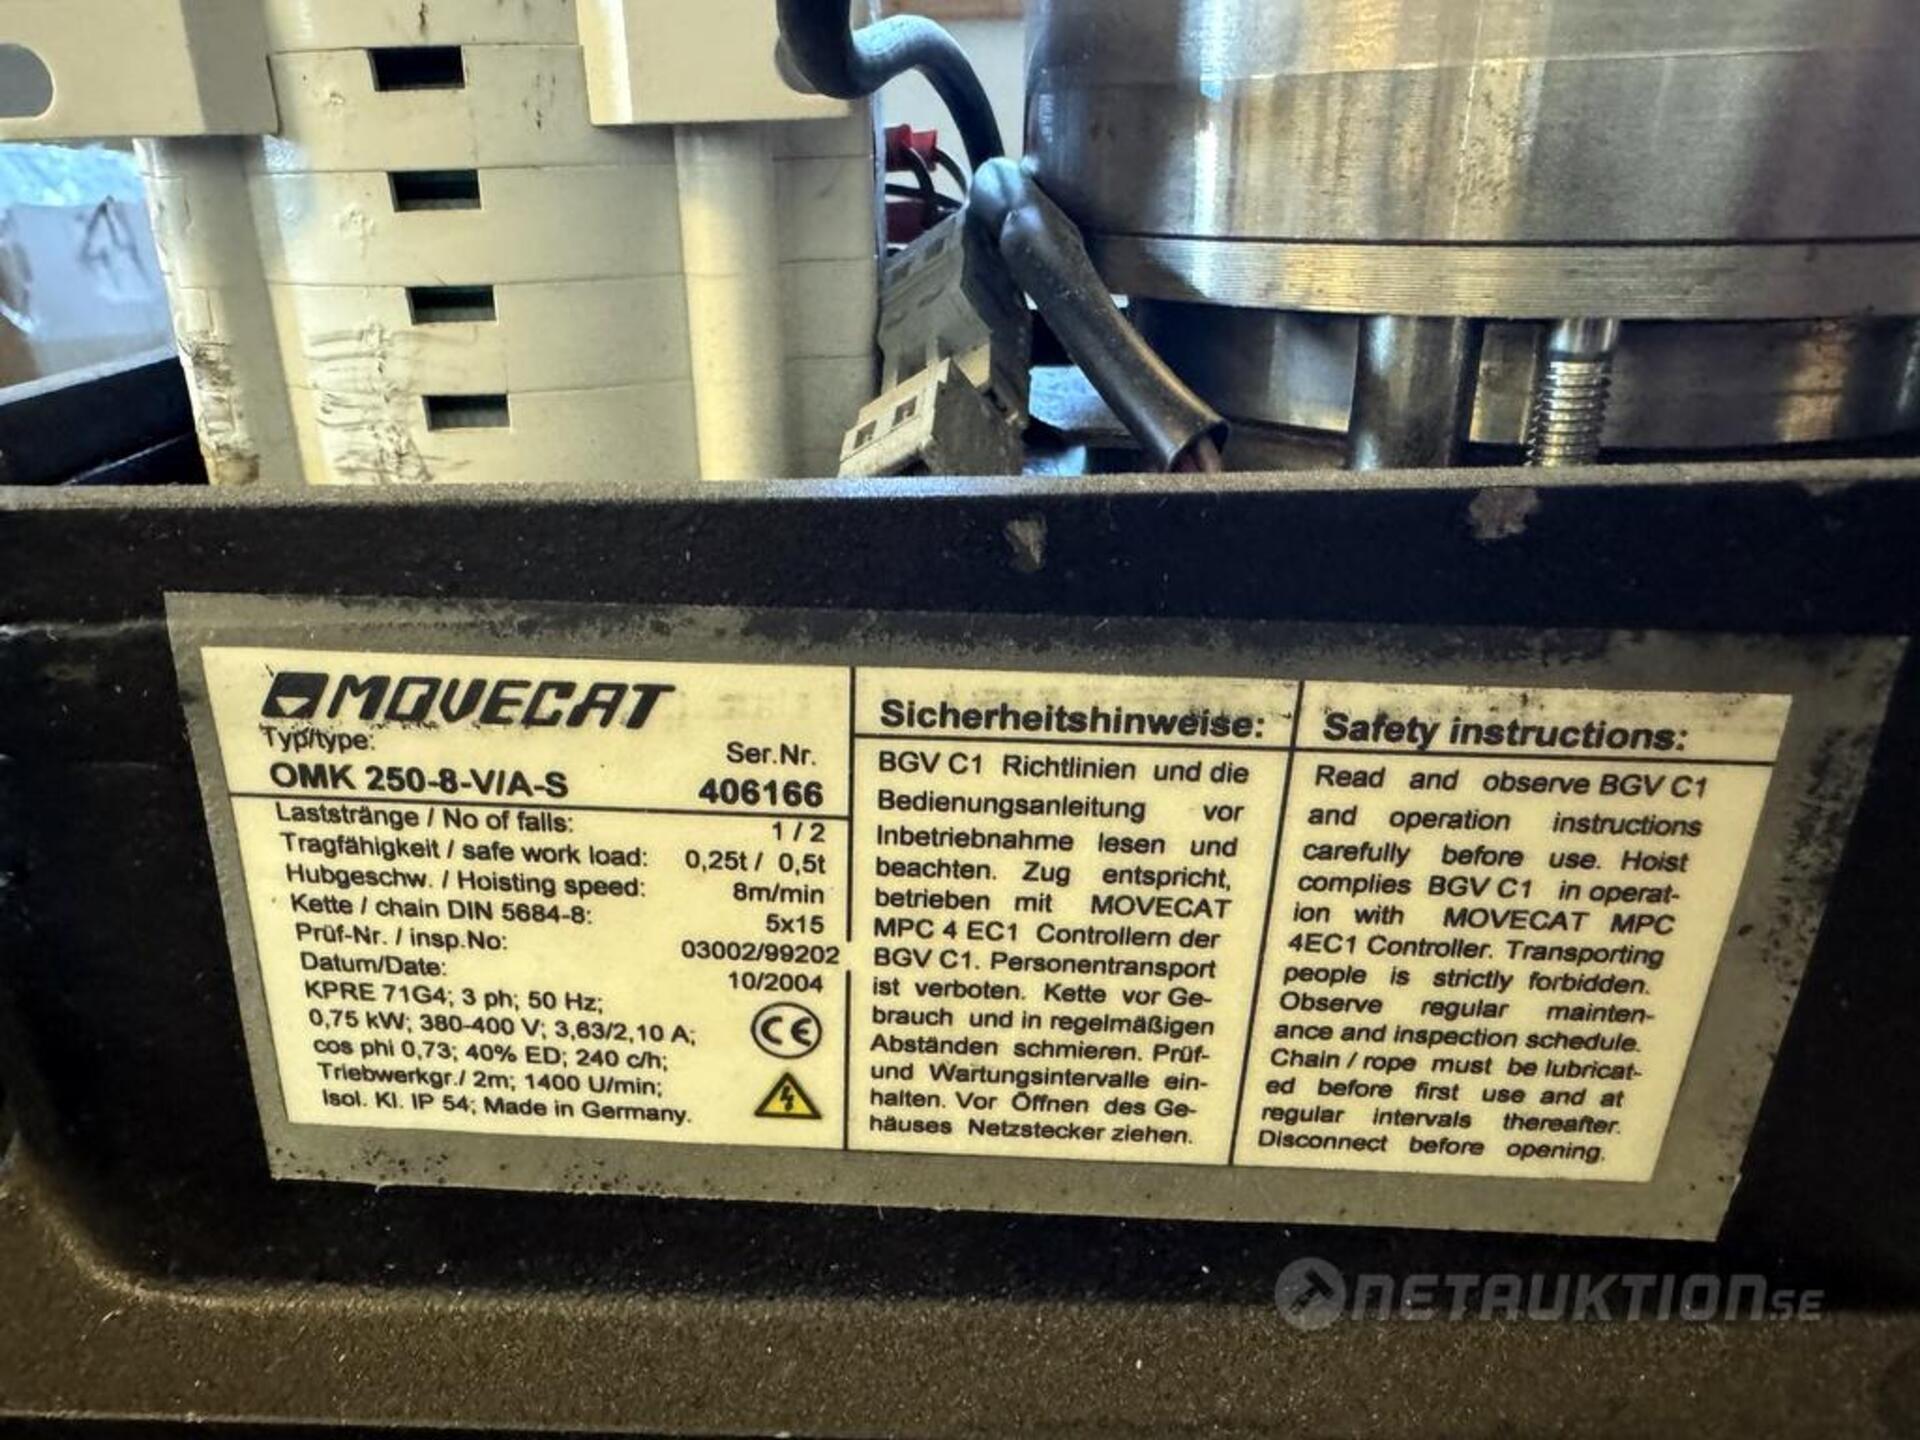 24
MOVECAT
Typ/type:
Ser.Nr.
OMK 250-8-V/A-S
406166
Laststränge / No of falls: 1 / 2
Tragfähigkeit / safe work load: 0,25t / 0,5t
Hubgeschw. / Hoisting speed: 8m/min
Kette / chain DIN 5684-8: 5x15
Prüf-Nr. / insp.No: 03002/99202
Datum/Date: 10/2004
KPRE 71G4; 3 ph; 50 Hz;
0,75 kW; 380-400 V; 3,63/2,10 A;
cos phi 0,73; 40% ED; 240 c/h;
Triebwerkgr./ 2m; 1400 U/min;
Isol. Kl. IP 54; Made in Germany.
CE
Sicherheitshinweise:
BGV C1 Richtlinien und die
Bedienungsanleitung vor
Inbetriebnahme lesen und
beachten. Zug entspricht,
betrieben mit MOVECAT
MPC 4 EC1 Controllern der
BGV C1. Personentransport
ist verboten. Kette vor Ge-
brauch und in regelmäßigen
Abständen schmieren. Prüf-
und Wartungsintervalle ein-
halten. Vor Öffnen des Ge-
häuses Netzstecker ziehen.
Safety instructions:
Read and observe BGV C1
and operation instructions
carefully before use. Hoist
complies BGV C1 in operat-
ion with MOVECAT MPC
4EC1 Controller. Transporting
people is strictly forbidden.
Observe regular mainten-
ance and inspection schedule.
Chain / rope must be lubricat-
ed before first use and at
regular intervals thereafter.
Disconnect before opening.
NETAUKTION.SE